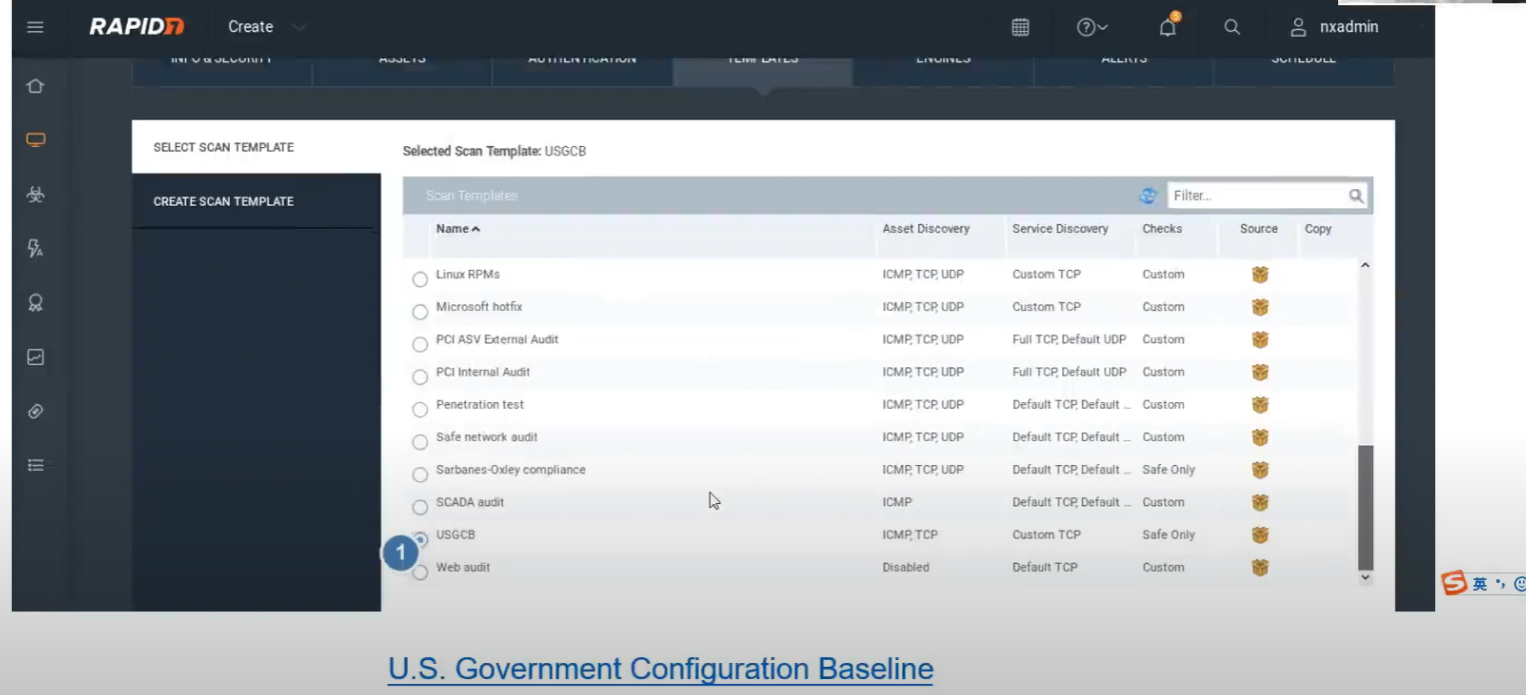 RAPID7 Create 5 nxadmin
INFO & SECURITY ASSETS AUTHENTICATION TEMPLATES ENGINES ALERTS SCHEDULE
SELECT SCAN TEMPLATE
CREATE SCAN TEMPLATE
Selected Scan Template: USGCB
Scan Templates Filter...
Name Asset Discovery Service Discovery Checks Source Copy
Linux RPMs ICMP, TCP, UDP Custom TCP Custom
Microsoft hotfix ICMP, TCP, UDP Custom TCP Custom
PCI ASV External Audit ICMP, TCP, UDP Full TCP, Default UDP Custom
PCI Internal Audit ICMP, TCP, UDP Full TCP, Default UDP Custom
Penetration test ICMP, TCP, UDP Default TCP, Default ... Custom
Safe network audit ICMP, TCP, UDP Default TCP, Default ... Custom
Sarbanes-Oxley compliance ICMP, TCP, UDP Default TCP, Default ... Safe Only
SCADA audit ICMP Default TCP, Default ... Custom
USGCB ICMP, TCP Custom TCP Safe Only
1
Web audit Disabled Default TCP Custom
S 英
U.S. Government Configuration Baseline